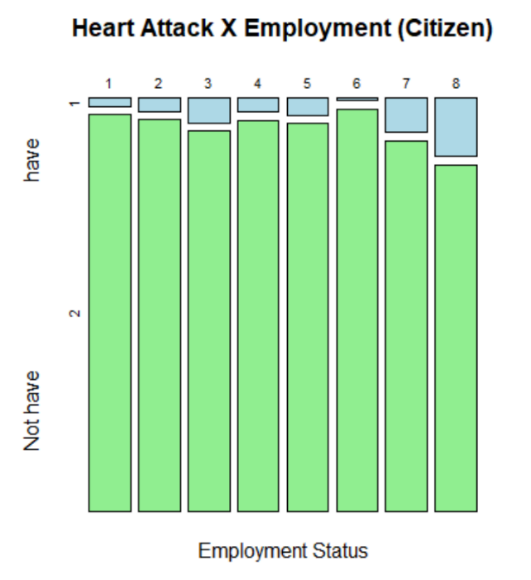 Heart Attack X Employment (Citizen)
1 2 3 4 5 6 7 8
1
have
2
Not have
Employment Status